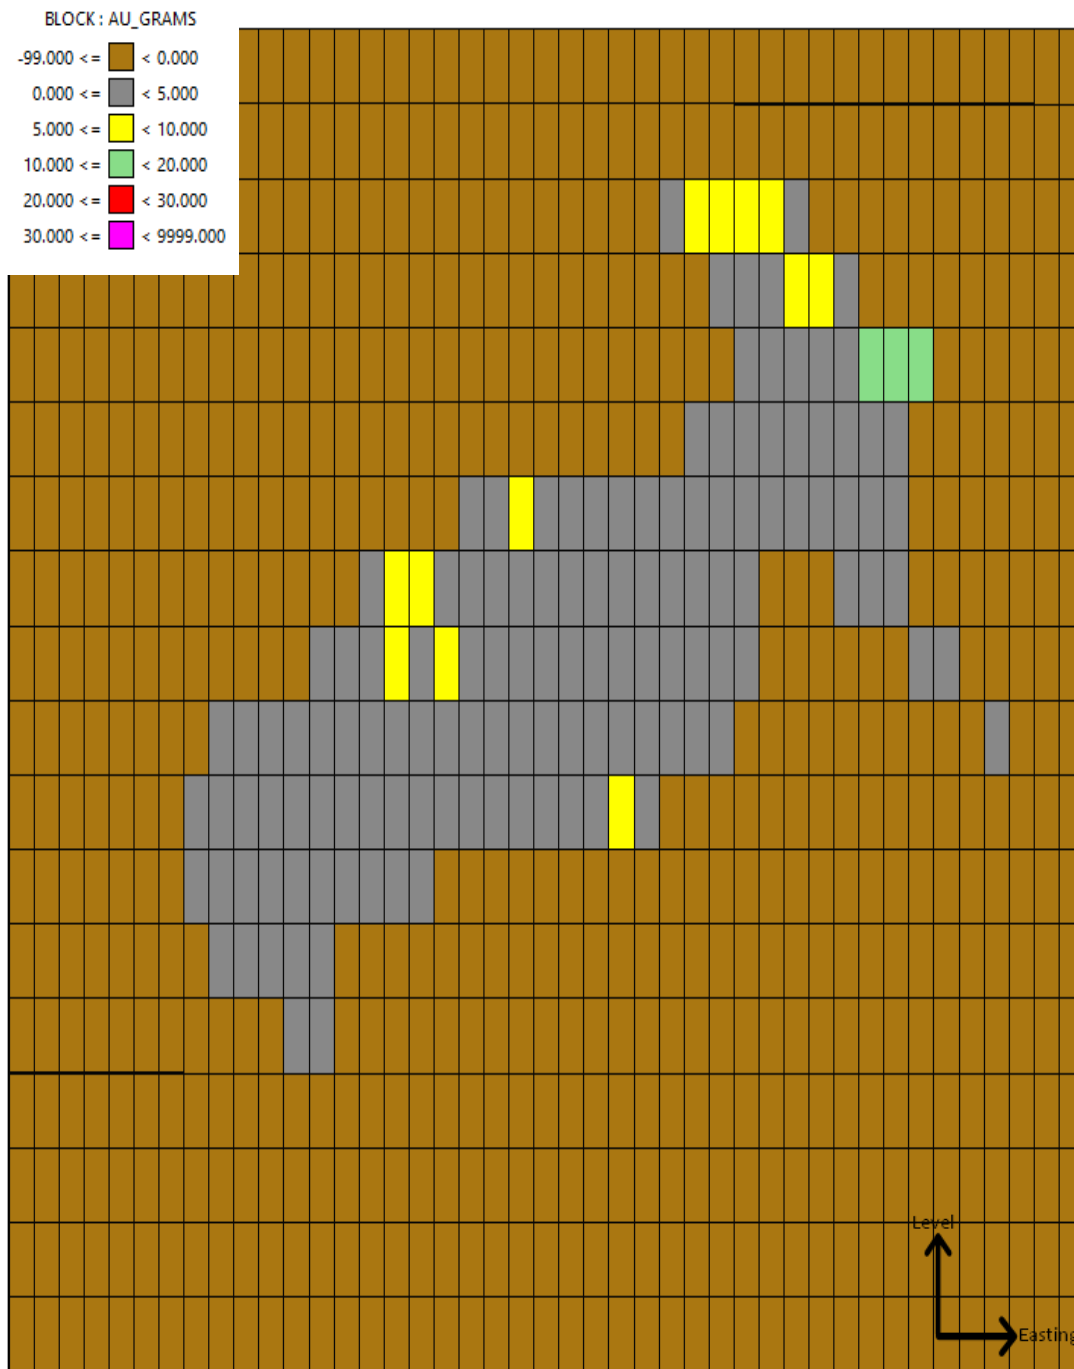 BLOCK : AU_GRAMS
-99.000 <= < 0.000
0.000 <= < 5.000
5.000 <= < 10.000
10.000 <= < 20.000
20.000 <= < 30.000
30.000 <= < 9999.000
Level
Easting